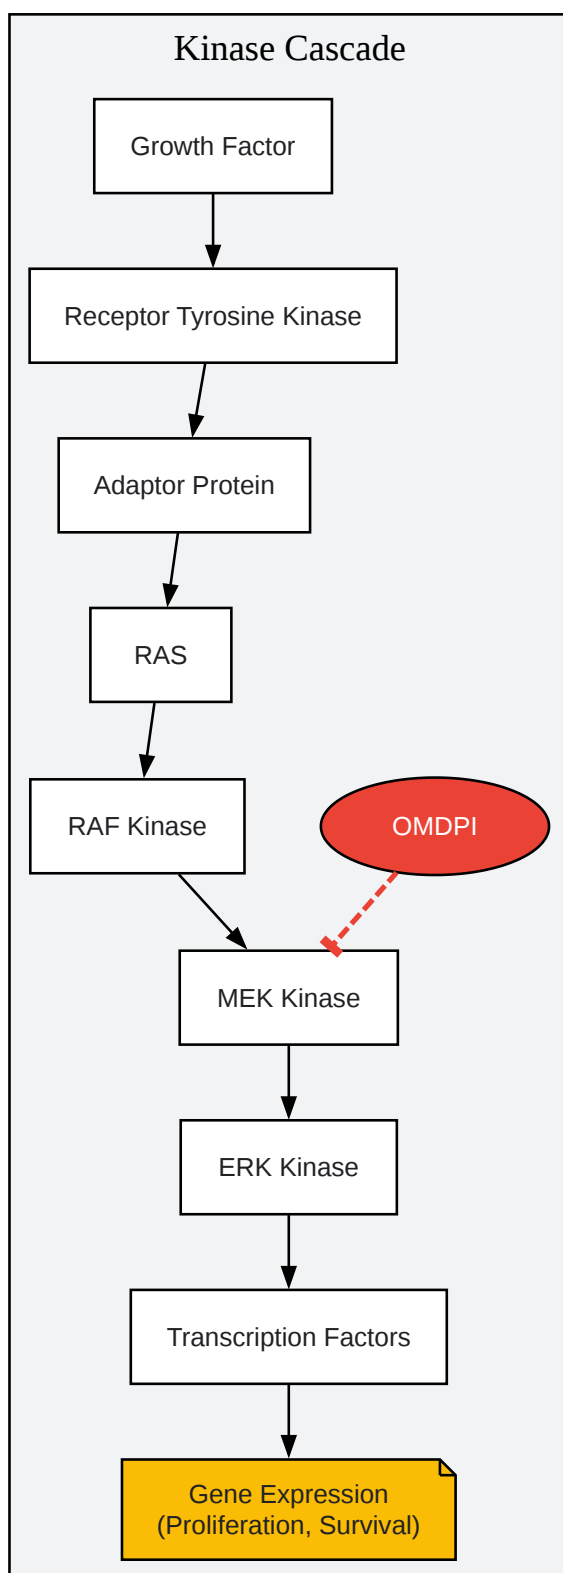 Kinase Cascade
Growth Factor
Receptor Tyrosine Kinase
Adaptor Protein
RAS
RAF Kinase
OMDPI
MEK Kinase
ERK Kinase
Transcription Factors
Gene Expression
(Proliferation, Survival)